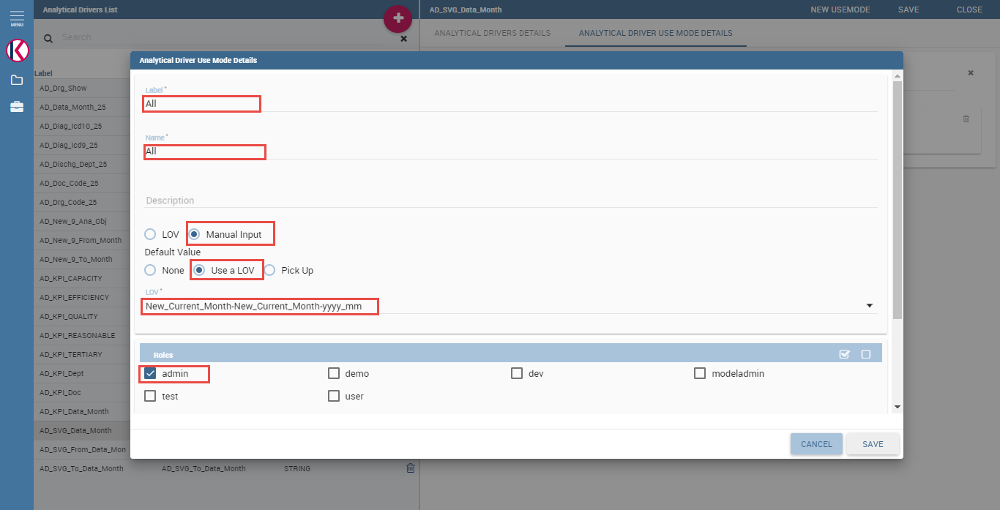 Analytical Drivers List
AD_SVG_Data_Month
NEW USEMODE
SAVE
CLOSE
MENU
Search
ANALYTICAL DRIVERS DETAILS
ANALYTICAL DRIVER USE MODE DETAILS
Label
AD_Drg_Show
AD_Data_Month_25
AD_Diag_Icd10_25
AD_Diag_Icd9_25
AD_Dischg_Dept_25
AD_Doc_Code_25
AD_Drg_Code_25
AD_New_9_Ana_Obj
AD_New_9_From_Month
AD_New_9_To_Month
AD_KPI_CAPACITY
AD_KPI_EFFICIENCY
AD_KPI_QUALITY
AD_KPI_REASONABLE
AD_KPI_TERTIARY
AD_KPI_Dept
AD_KPI_Doc
AD_KPI_Data_Month
AD_SVG_Data_Month
AD_SVG_From_Data_Mon
AD_SVG_To_Data_Month AD_SVG_To_Data_Month STRING
Analytical Driver Use Mode Details
Label *
All
Name *
All
Description
LOV Manual Input
Default Value
None Use a LOV Pick Up
LOV *
New_Current_Month-New_Current_Month-yyyy_mm
Roles
admin demo dev modeladmin
test user
CANCEL SAVE